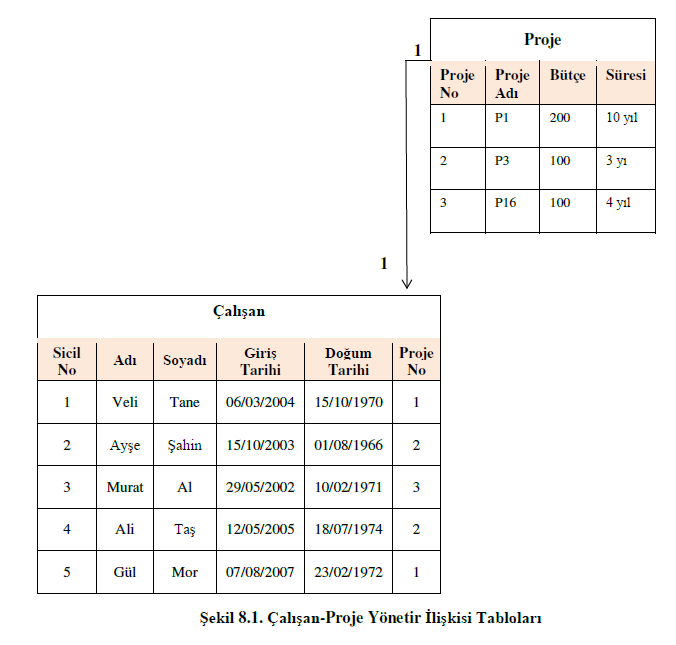 1
Proje
Proje No Proje Adı Bütçe Süresi
1 P1 200 10 yıl
2 P3 100 3 yı
3 P16 100 4 yıl
1
Çalışan
Sicil No Adı Soyadı Giriş Tarihi Doğum Tarihi Proje No
1 Veli Tane 06/03/2004 15/10/1970 1
2 Ayşe Şahin 15/10/2003 01/08/1966 2
3 Murat Al 29/05/2002 10/02/1971 3
4 Ali Taş 12/05/2005 18/07/1974 2
5 Gül Mor 07/08/2007 23/02/1972 1
Şekil 8.1. Çalışan-Proje Yönetir İlişkisi Tabloları